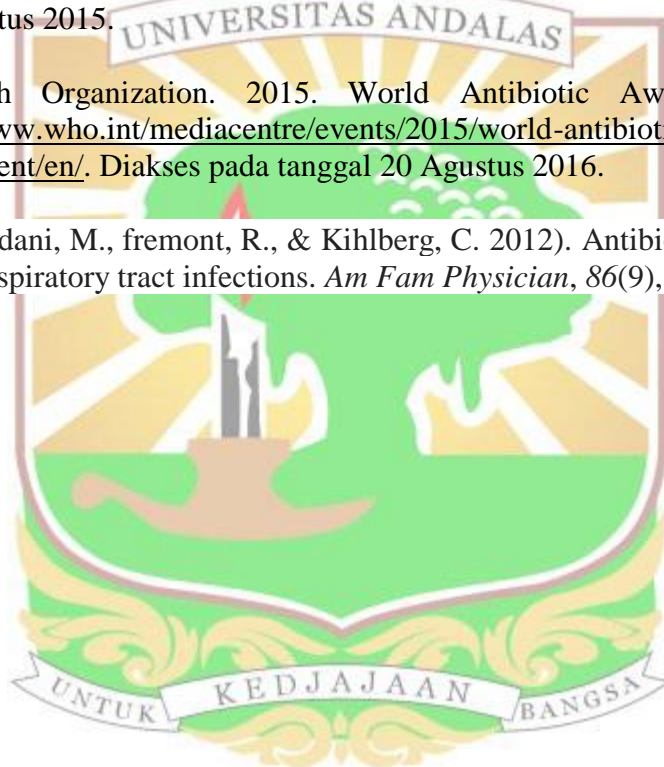 tus 2015.
UNIVERSITAS ANDALAS
h Organization. 2015. World Antibiotic Aw
ww.who.int/mediacentre/events/2015/world-antibioti
ent/en/. Diakses pada tanggal 20 Agustus 2016.
dani, M., fremont, R., & Kihlberg, C. 2012). Antibio
spiratory tract infections. Am Fam Physician, 86(9),
UNTUK KEDJAJAAN BANGSA